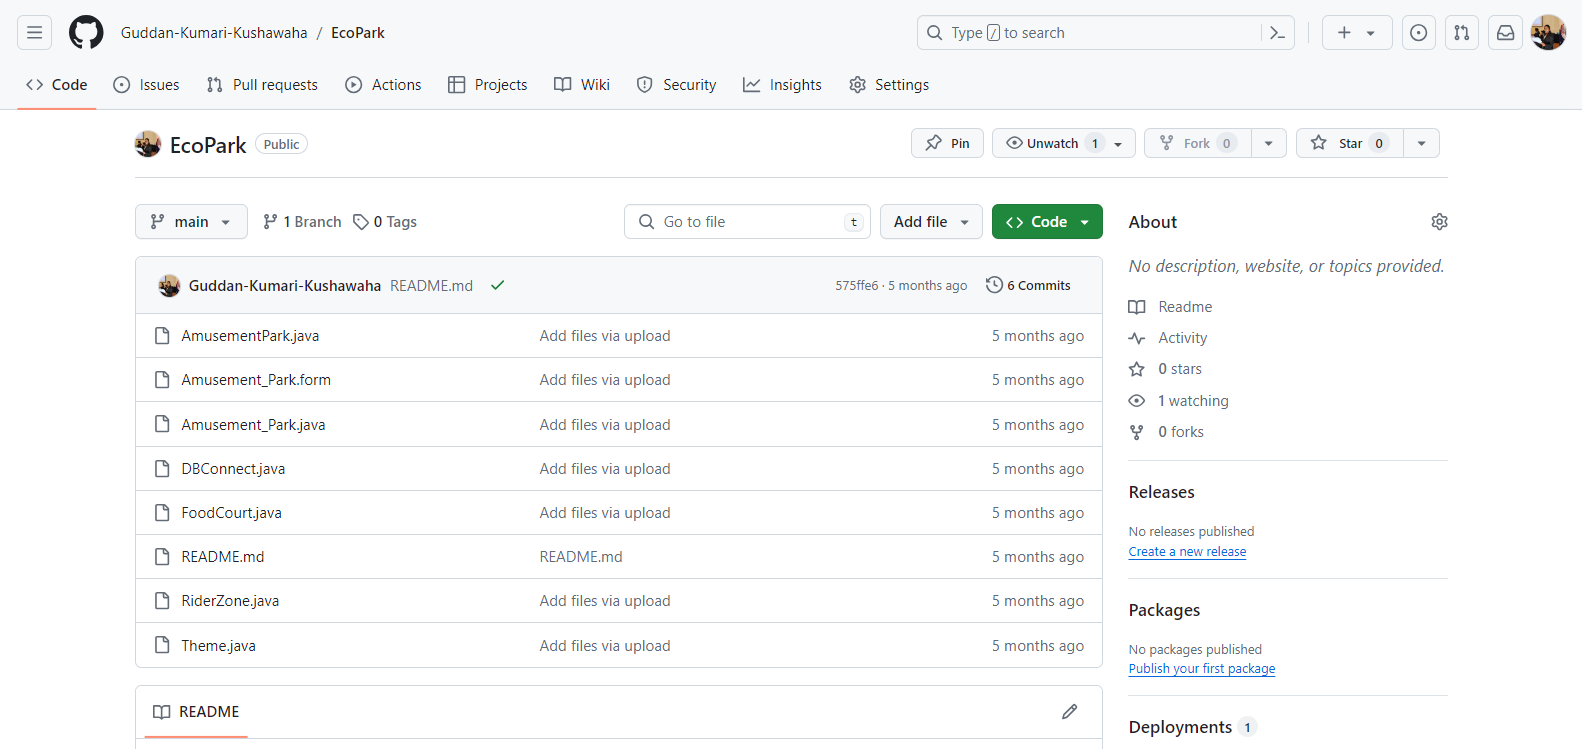 Guddan-Kumari-Kushawaha / EcoPark
Type / to search
Code
Issues
Pull requests
Actions
Projects
Wiki
Security
Insights
Settings
EcoPark Public
Pin
Unwatch 1
Fork 0
Star 0
main
1 Branch
0 Tags
Go to file t
Add file
Code
Guddan-Kumari-Kushawaha README.md
575ffe6 · 5 months ago
6 Commits
AmusementPark.java Add files via upload 5 months ago
Amusement_Park.form Add files via upload 5 months ago
Amusement_Park.java Add files via upload 5 months ago
DBConnect.java Add files via upload 5 months ago
FoodCourt.java Add files via upload 5 months ago
README.md README.md 5 months ago
RiderZone.java Add files via upload 5 months ago
Theme.java Add files via upload 5 months ago
README
About
No description, website, or topics provided.
Readme
Activity
0 stars
1 watching
0 forks
Releases
No releases published
Create a new release
Packages
No packages published
Publish your first package
Deployments 1